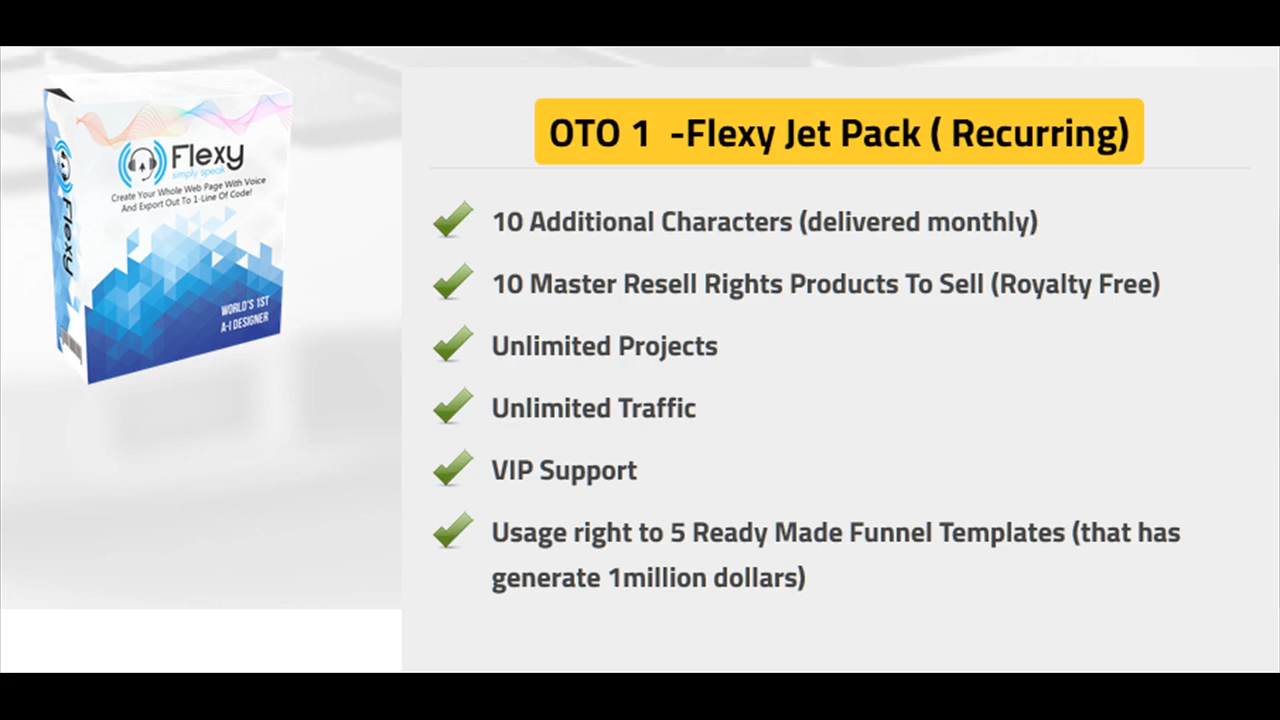 Flexy
simply speak
Create Your Whole Web Page With Voice
And Export Out To 1-Line Of Code!
Flexy
WORLD'S 1ST
A-I DESIGNER
OTO 1 -Flexy Jet Pack ( Recurring)
10 Additional Characters (delivered monthly)
10 Master Resell Rights Products To Sell (Royalty Free)
Unlimited Projects
Unlimited Traffic
VIP Support
Usage right to 5 Ready Made Funnel Templates (that has
generate 1million dollars)